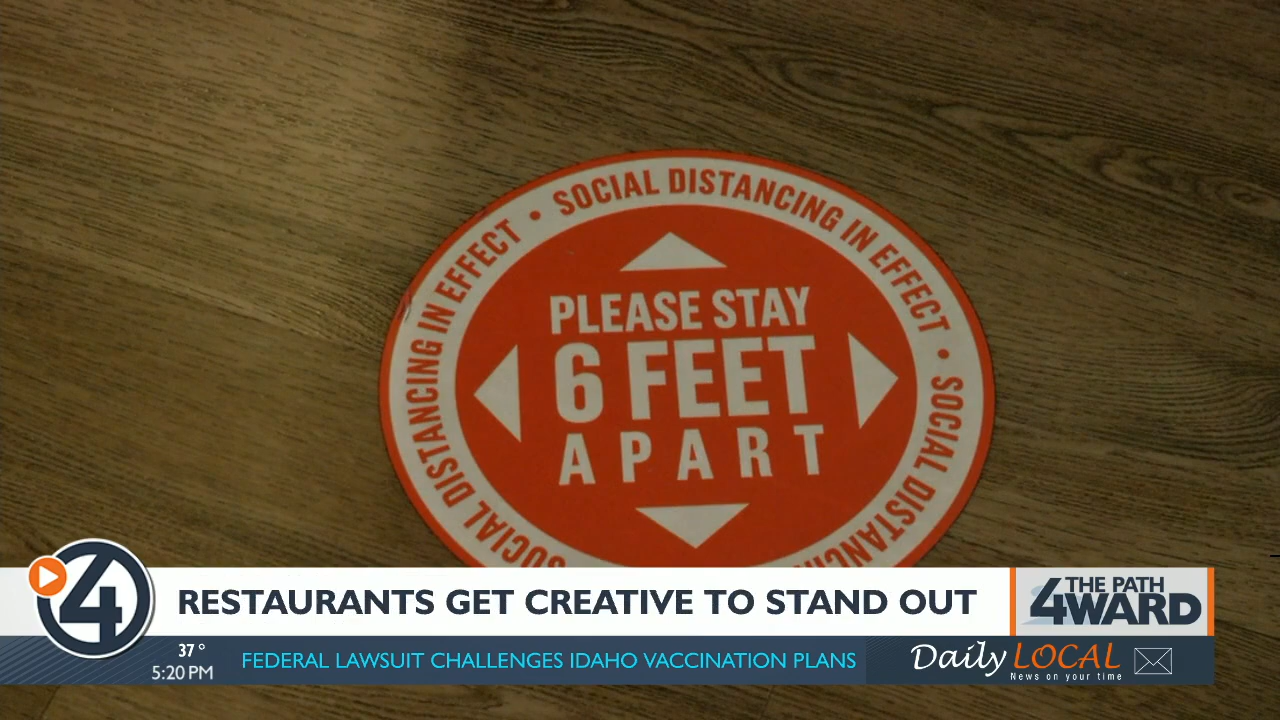 SOCIAL DISTANCING IN EFFECT • SOCIAL DISTANCING IN EFFECT • SOCIAL DISTANCIN
PLEASE STAY
6 FEET
APART
4
RESTAURANTS GET CREATIVE TO STAND OUT
THE PATH
4WARD
37°
5:20 PM
FEDERAL LAWSUIT CHALLENGES IDAHO VACCINATION PLANS
Daily LOCAL
News on your time